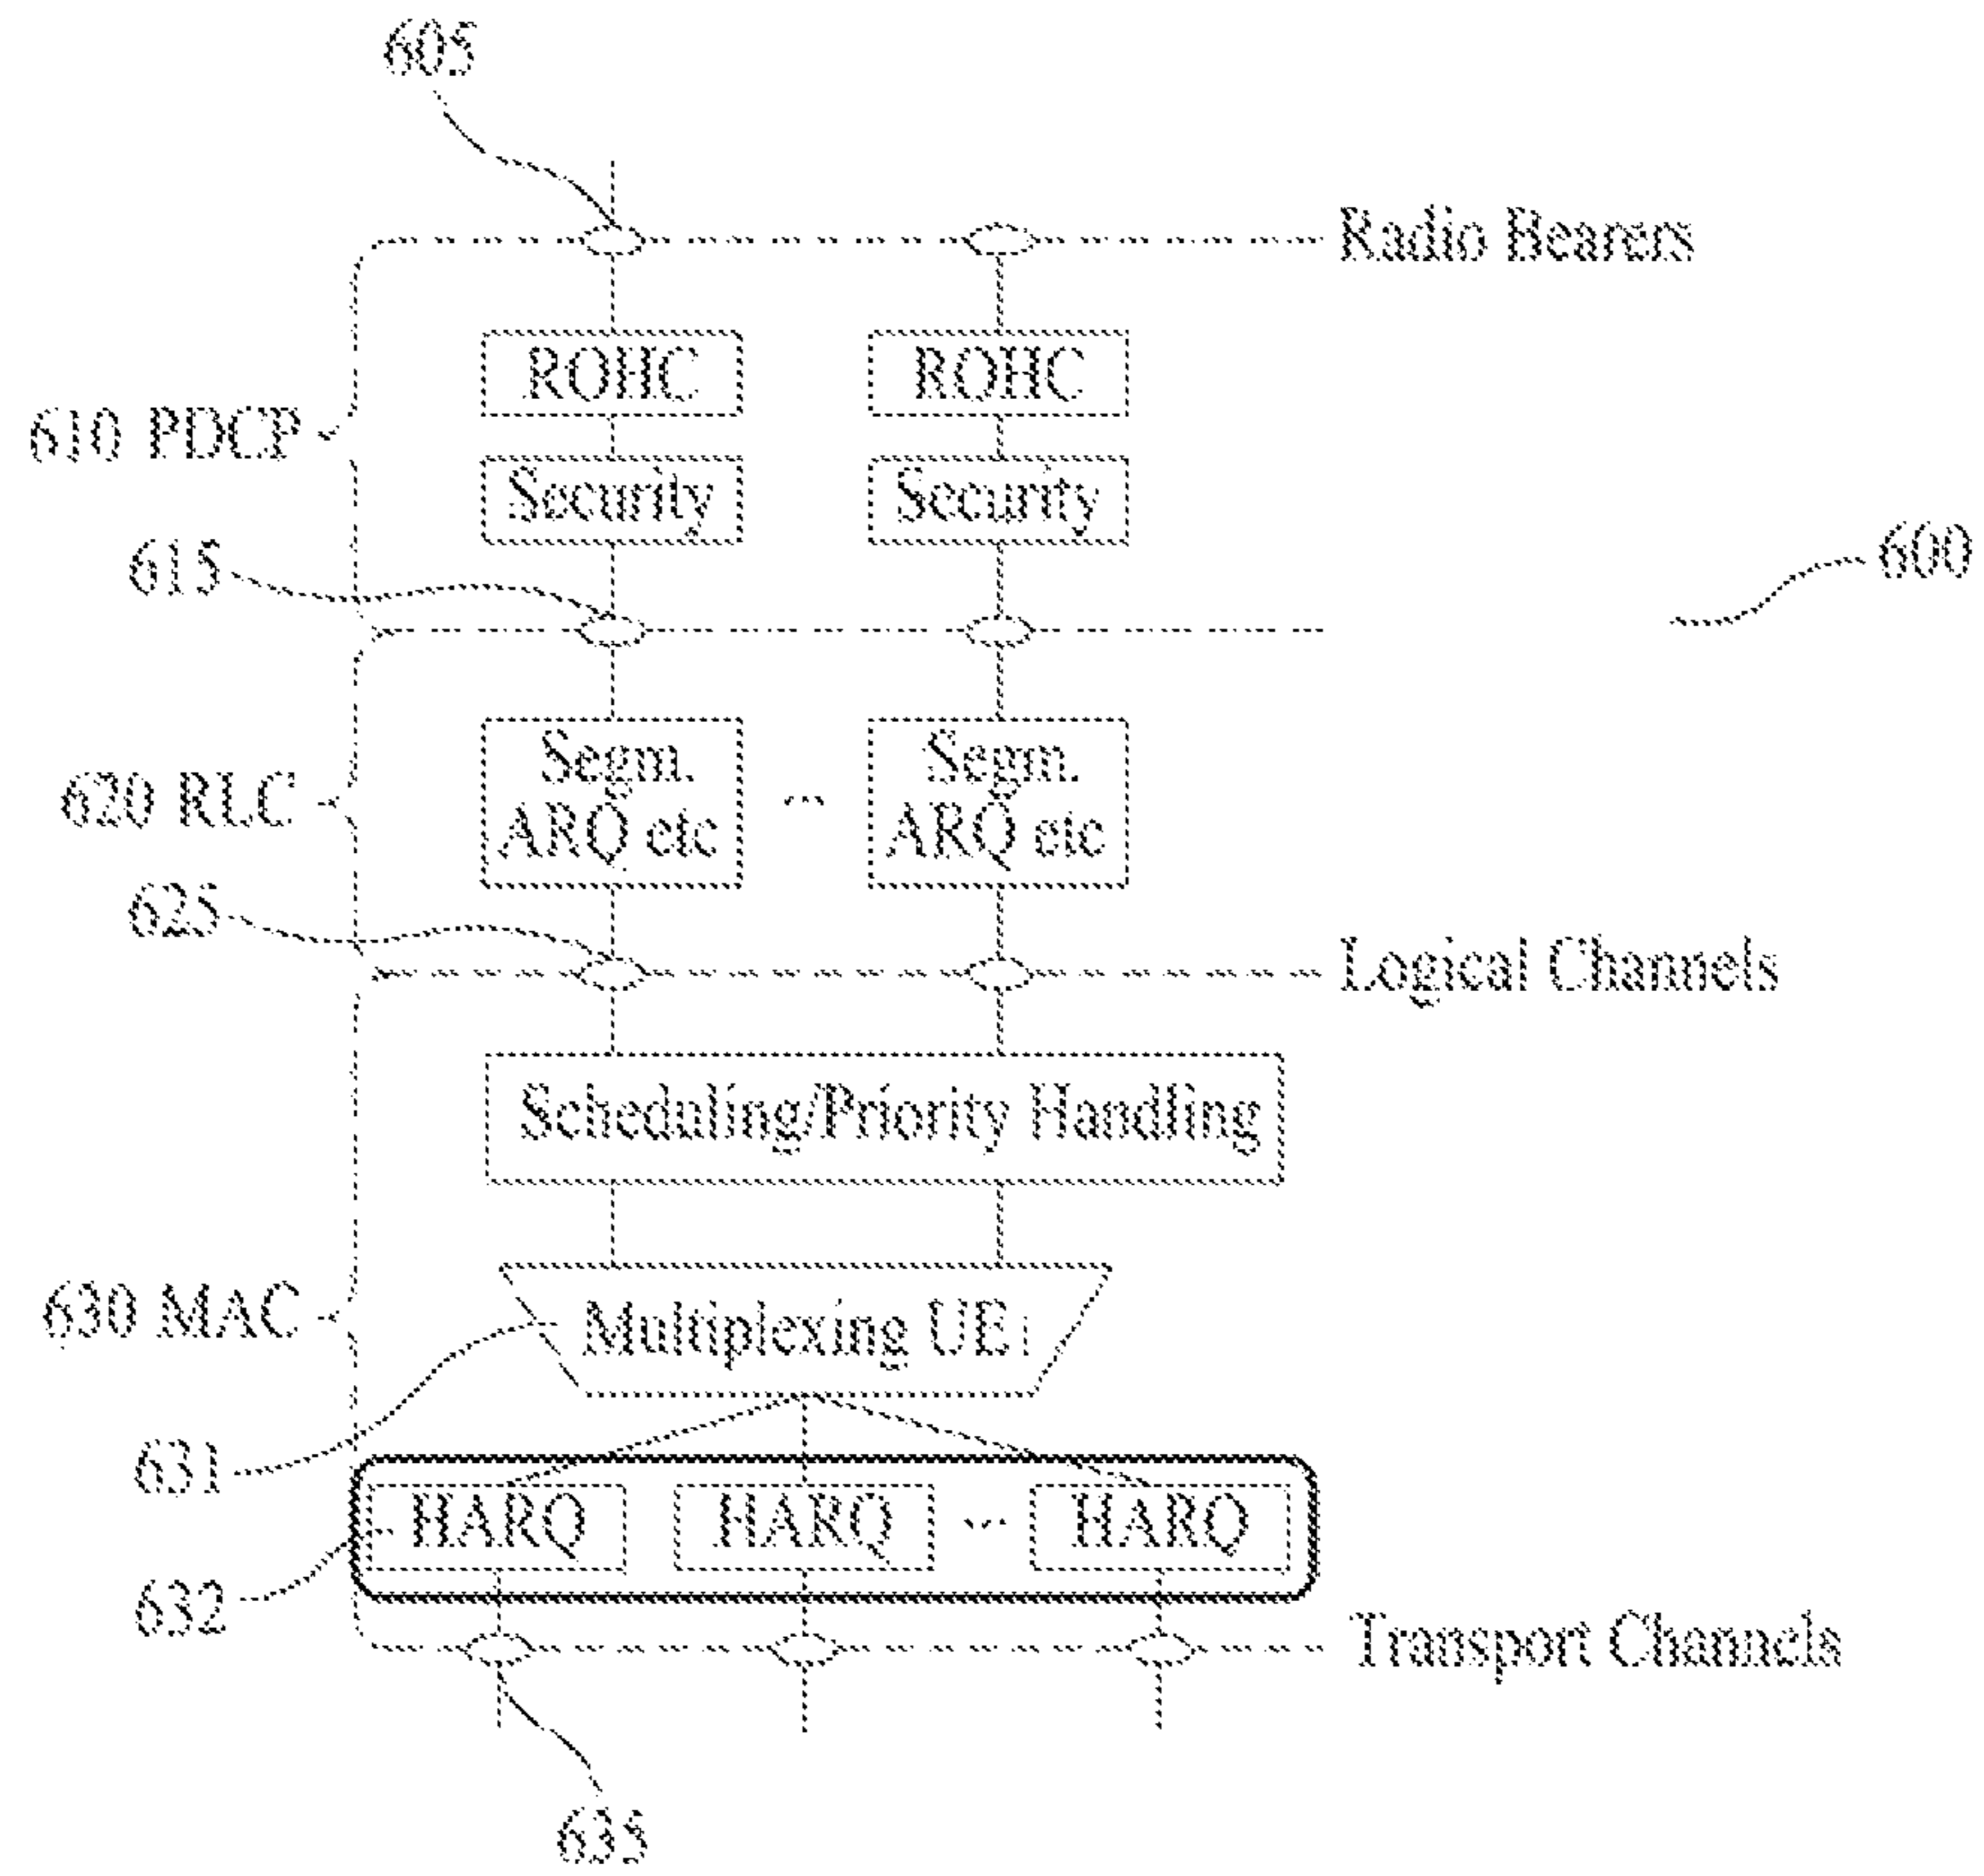 605
Radio Bearers
ROHC ROHC
610 PDCP
Security Security
615
600
Segm. Segm.
620 RLC
...
ARQ etc ARQ etc
625
Logical Channels
Scheduling/Priority Handling
630 MAC
Multiplexing UE1
631
HARQ HARQ ... HARQ
632
Transport Channels
635